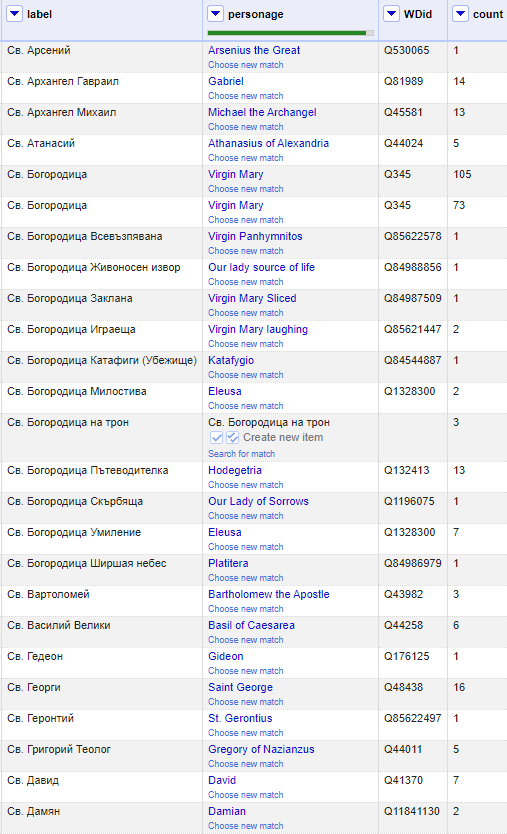 label personage WDid count
Св. Арсений Arsenius the Great Q530065 1
Choose new match
Св. Архангел Гавраил Gabriel Q81989 14
Choose new match
Св. Архангел Михаил Michael the Archangel Q45581 13
Choose new match
Св. Атанасий Athanasius of Alexandria Q44024 5
Choose new match
Св. Богородица Virgin Mary Q345 105
Choose new match
Св. Богородица Virgin Mary Q345 73
Choose new match
Св. Богородица Всевъзпявана Virgin Panhymnitos Q85622578 1
Choose new match
Св. Богородица Живоносен извор Our lady source of life Q84988856 1
Choose new match
Св. Богородица Заклана Virgin Mary Sliced Q84987509 1
Choose new match
Св. Богородица Играеща Virgin Mary laughing Q85621447 2
Choose new match
Св. Богородица Катафиги (Убежище) Katafygio Q84544887 1
Choose new match
Св. Богородица Милостива Eleusa Q1328300 2
Choose new match
Св. Богородица на трон Св. Богородица на трон 3
Create new item
Search for match
Св. Богородица Пътеводителка Hodegetria Q132413 13
Choose new match
Св. Богородица Скърбяща Our Lady of Sorrows Q1196075 1
Choose new match
Св. Богородица Умиление Eleusa Q1328300 7
Choose new match
Св. Богородица Ширшая небес Platitera Q84986979 1
Choose new match
Св. Вартоломей Bartholomew the Apostle Q43982 3
Choose new match
Св. Василий Велики Basil of Caesarea Q44258 6
Choose new match
Св. Гедеон Gideon Q176125 1
Choose new match
Св. Георги Saint George Q48438 16
Choose new match
Св. Геронтий St. Gerontius Q85622497 1
Choose new match
Св. Григорий Теолог Gregory of Nazianzus Q44011 5
Choose new match
Св. Давид David Q41370 7
Choose new match
Св. Дамян Damian Q11841130 2
Choose new match